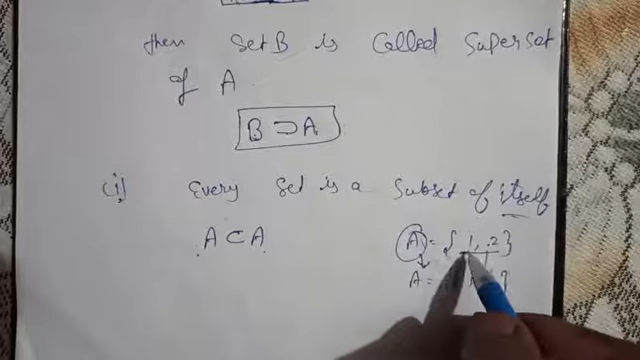 then Set B is Called Superset
of A
B ⊃ A
(i) Every Set is a Subset of itself
A ⊂ A
A = { 1, 2 }
A =